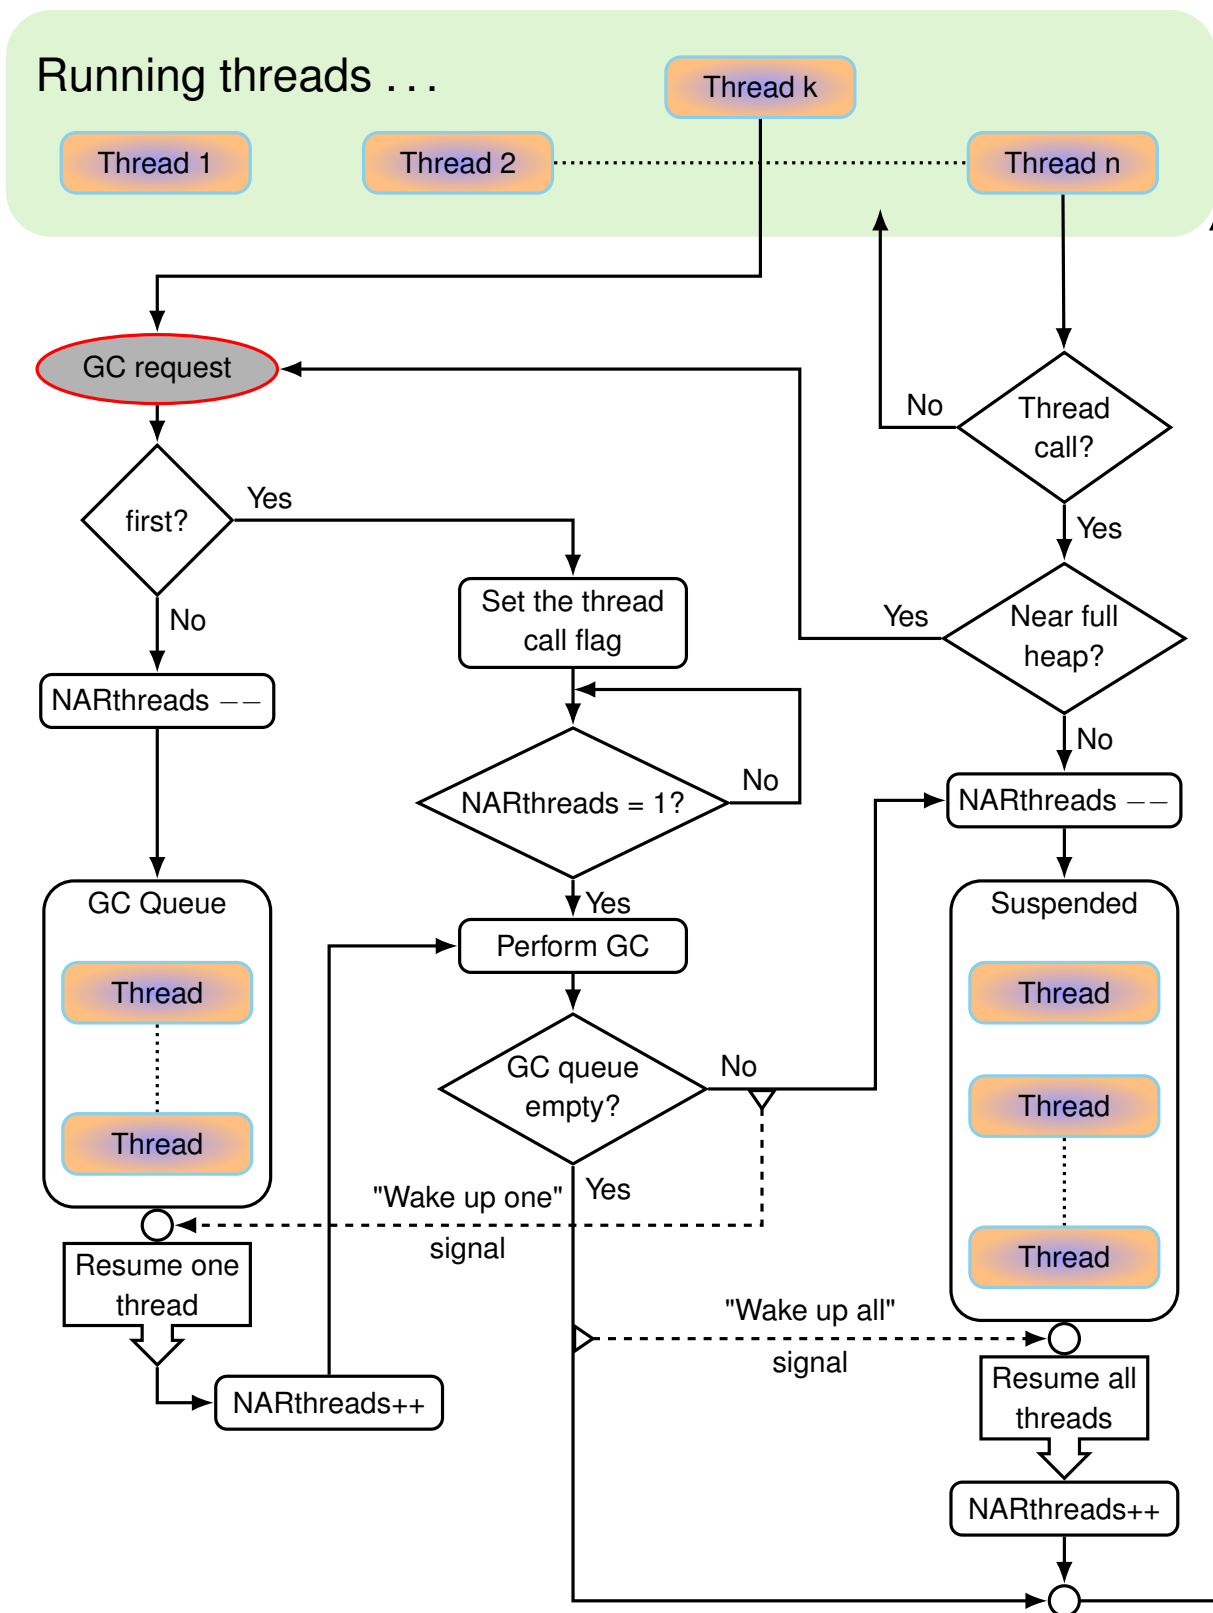 Running threads ...
Thread k
Thread 1
Thread 2
Thread n
GC request
No
Thread
call?
Yes
first?
Yes
No
Set the thread
call flag
Yes
Near full
heap?
NARthreads −−
No
NARthreads = 1?
No
NARthreads −−
Yes
GC Queue
Thread
Thread
Perform GC
Suspended
Thread
Thread
Thread
GC queue
empty?
No
Yes
"Wake up one"
signal
Resume one
thread
"Wake up all"
signal
NARthreads++
Resume all
threads
NARthreads++